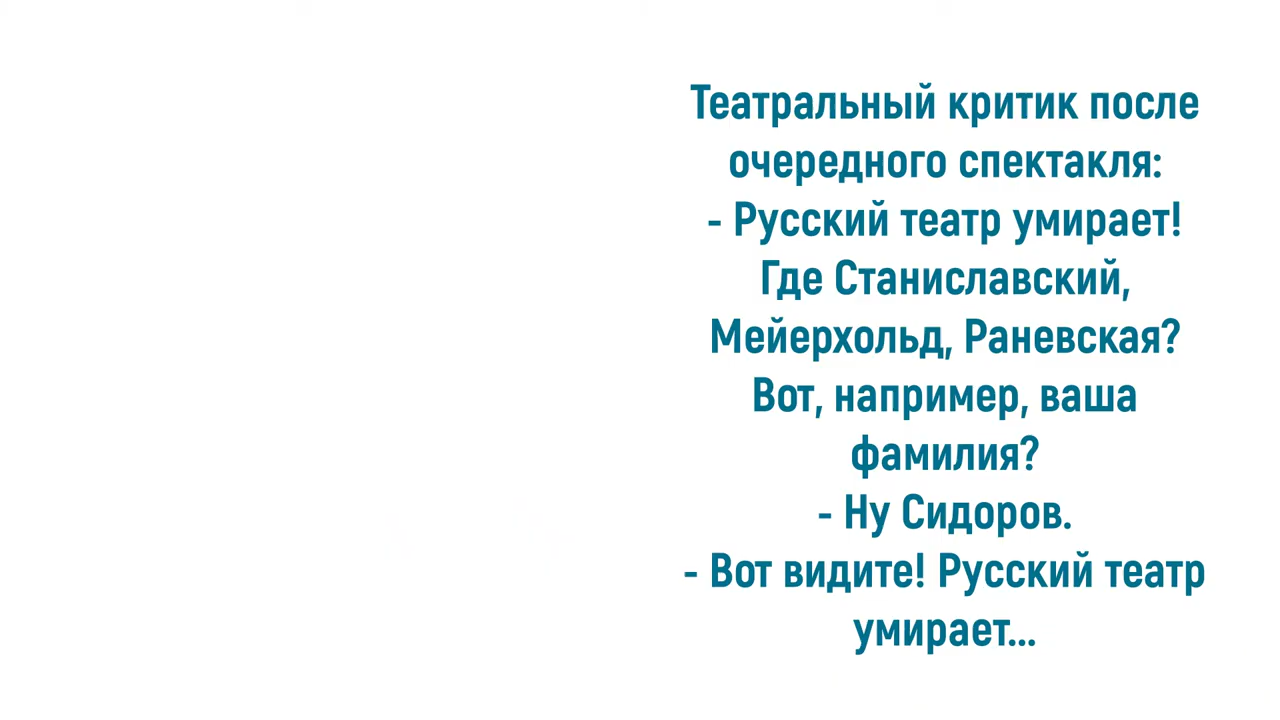 Театральный критик после
очередного спектакля:
- Русский театр умирает!
Где Станиславский,
Мейерхольд, Раневская?
Вот, например, ваша
фамилия?
- Ну Сидоров.
- Вот видите! Русский театр
умирает...